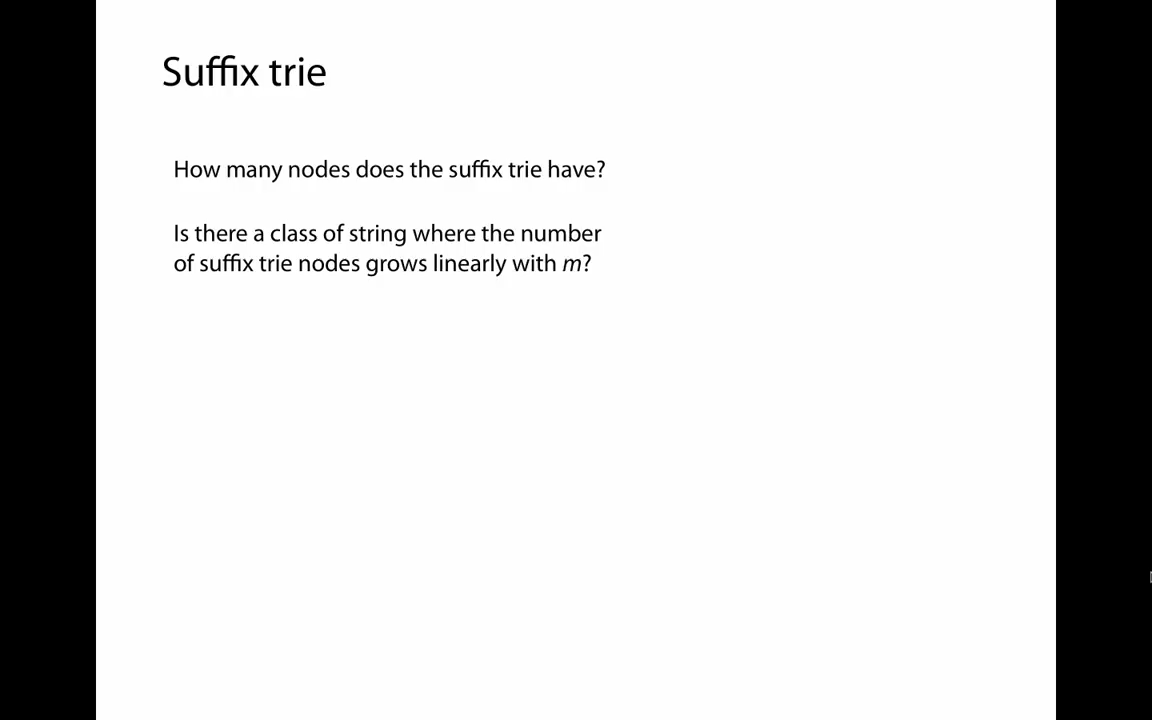 Suffix trie
How many nodes does the suffix trie have?
Is there a class of string where the number
of suffix trie nodes grows linearly with m?